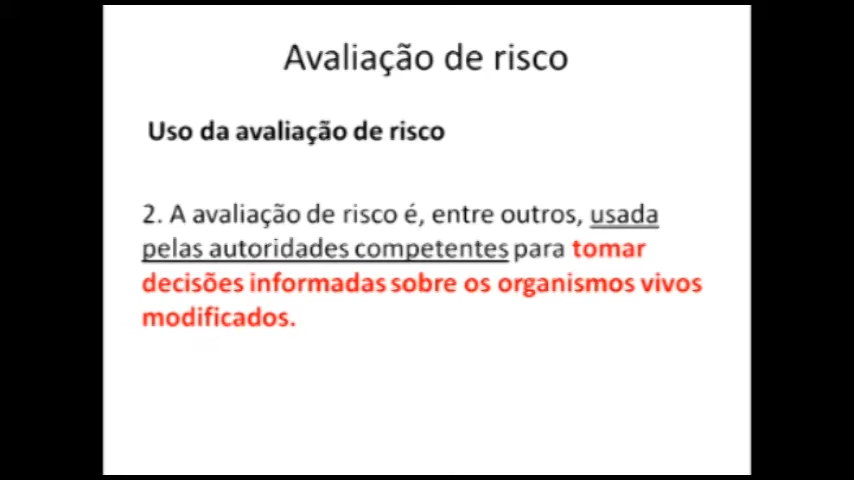 Avaliação de risco
Uso da avaliação de risco
2. A avaliação de risco é, entre outros, usada
pelas autoridades competentes para tomar
decisões informadas sobre os organismos vivos
modificados.